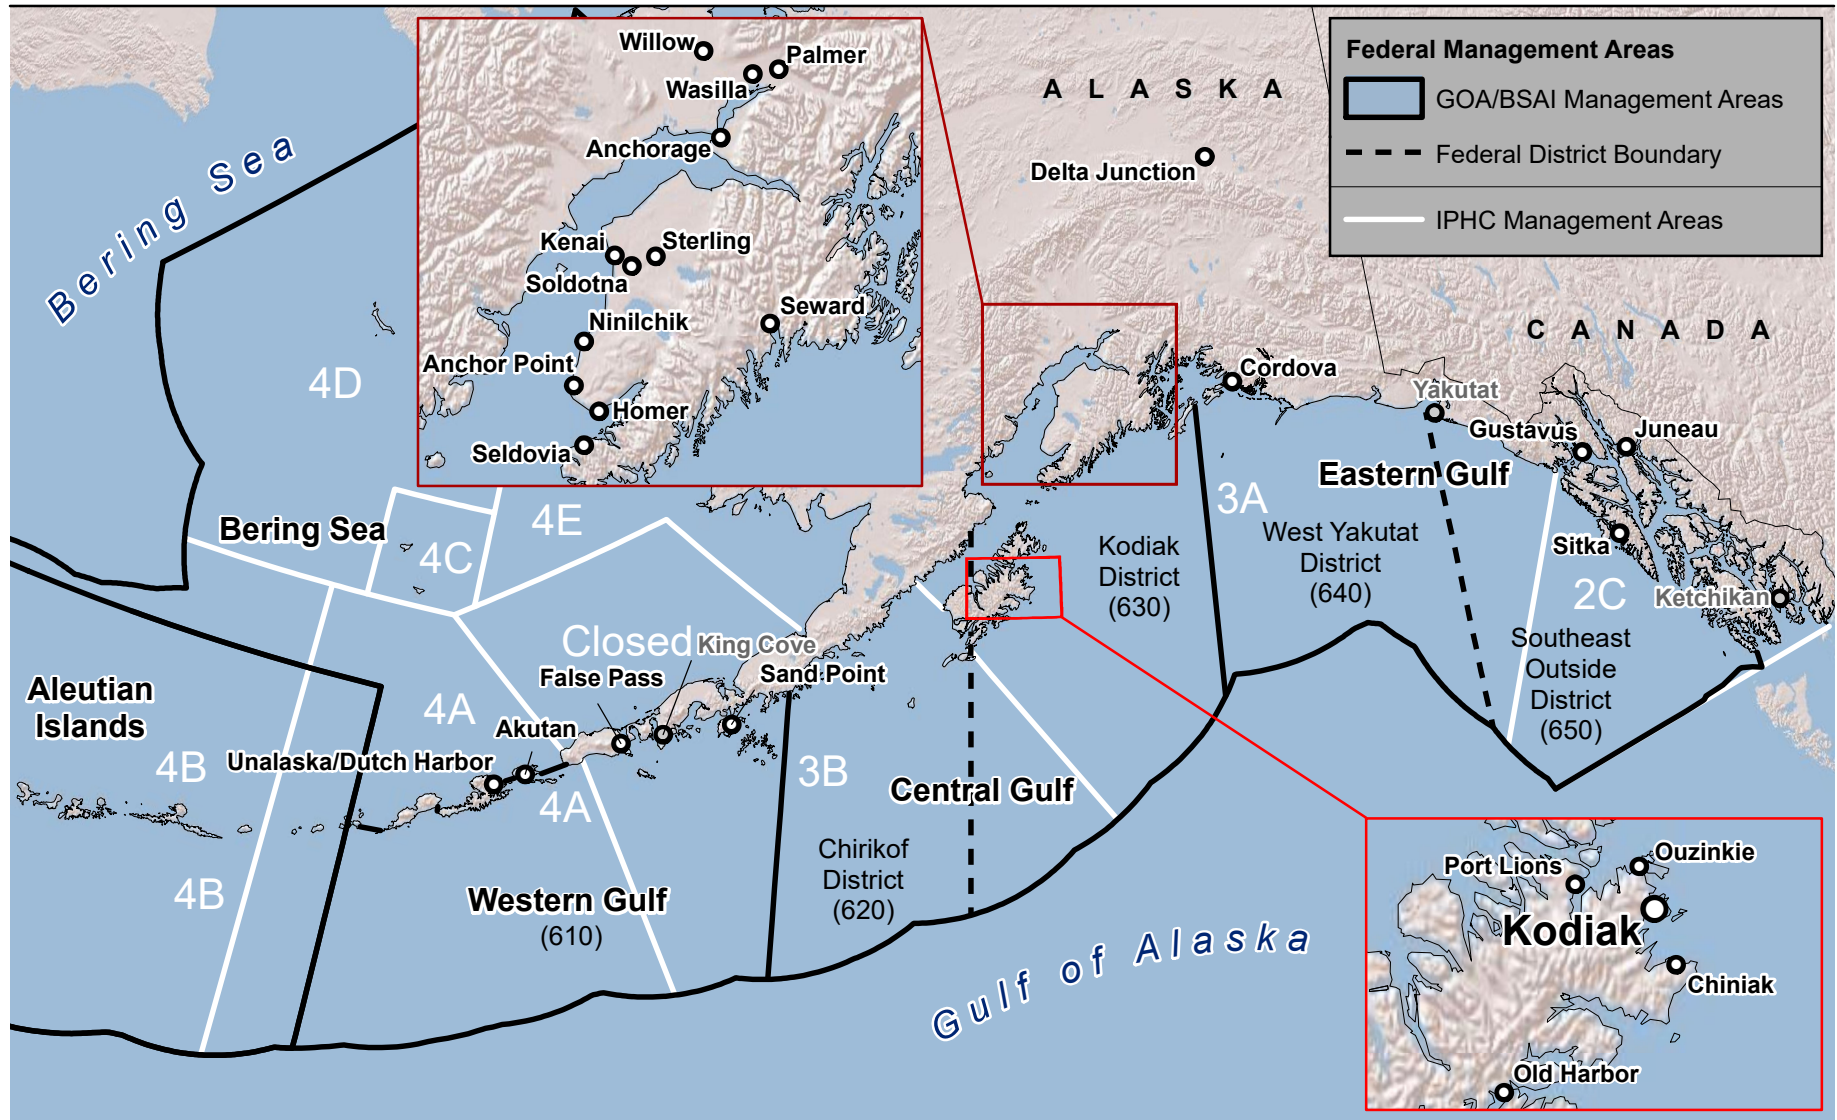 Willow
Palmer
Wasilla
Anchorage
Kenai
Sterling
Soldotna
Ninilchik
Seward
Anchor Point
Homer
Seldovia
ALASKA
Delta Junction
Federal Management Areas
GOA/BSAI Management Areas
Federal District Boundary
IPHC Management Areas
CANADA
Bering Sea
4D
Cordova
Yakutat
Gustavus
Juneau
Eastern Gulf
3A
4E
Bering Sea
4C
Kodiak
District
(630)
West Yakutat
District
(640)
Sitka
2C
Ketchikan
Closed
King Cove
False Pass
Sand Point
Southeast
Outside
District
(650)
Aleutian
Islands
4A
Akutan
4B
Unalaska/Dutch Harbor
4A
3B
Central Gulf
4B
Western Gulf
(610)
Chirikof
District
(620)
Gulf of Alaska
Ouzinkie
Port Lions
Kodiak
Chiniak
Old Harbor